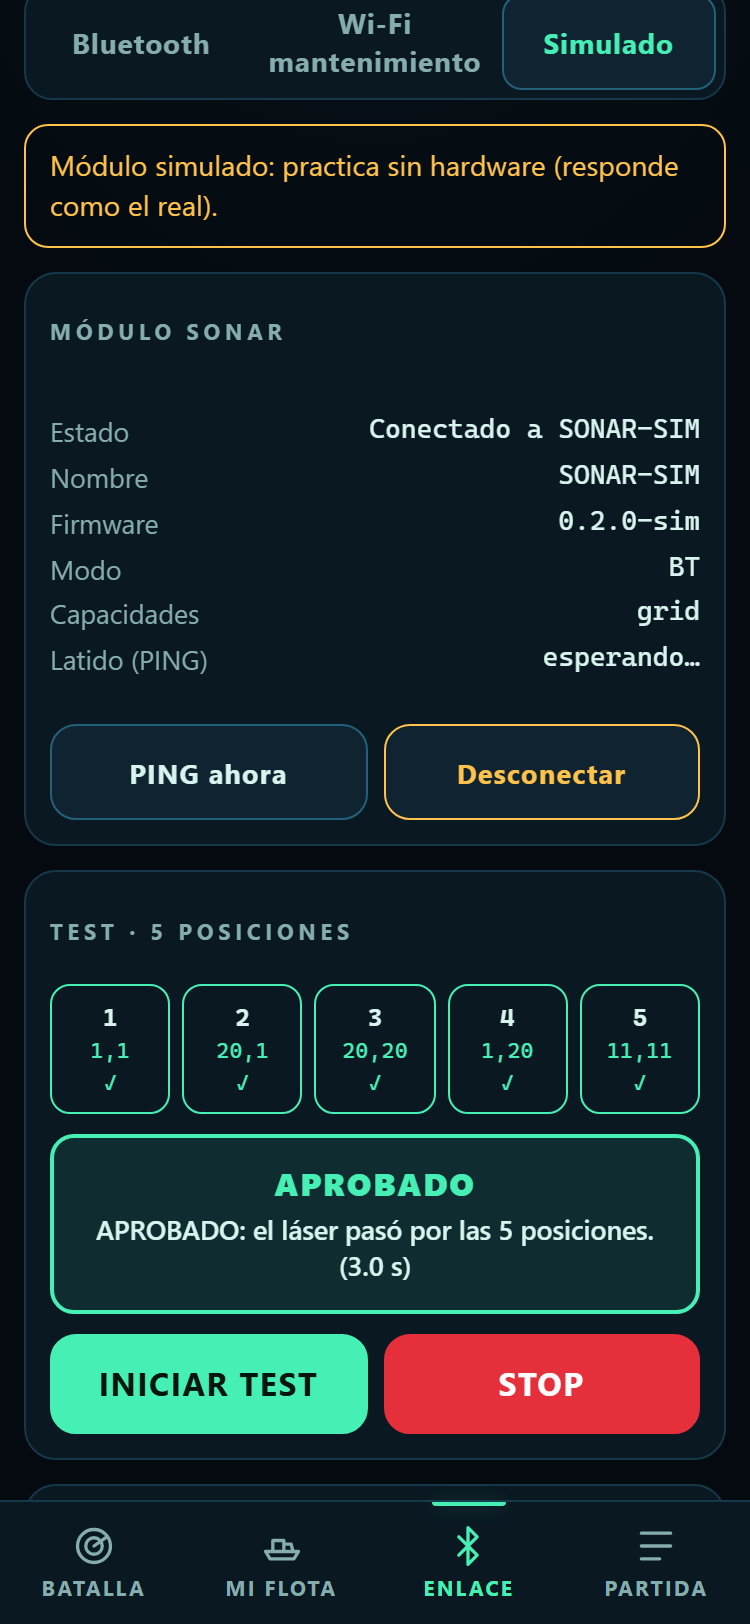 Bluetooth
Wi-Fi
mantenimiento
Simulado
Módulo simulado: practica sin hardware (responde
como el real).
MÓDULO SONAR
Estado Conectado a SONAR-SIM
Nombre SONAR-SIM
Firmware 0.2.0-sim
Modo BT
Capacidades grid
Latido (PING) esperando…
PING ahora Desconectar
TEST · 5 POSICIONES
1 2 3 4 5
1,1 20,1 20,20 1,20 11,11
✓ ✓ ✓ ✓ ✓
APROBADO
APROBADO: el láser pasó por las 5 posiciones.
(3.0 s)
INICIAR TEST STOP
BATALLA MI FLOTA ENLACE PARTIDA